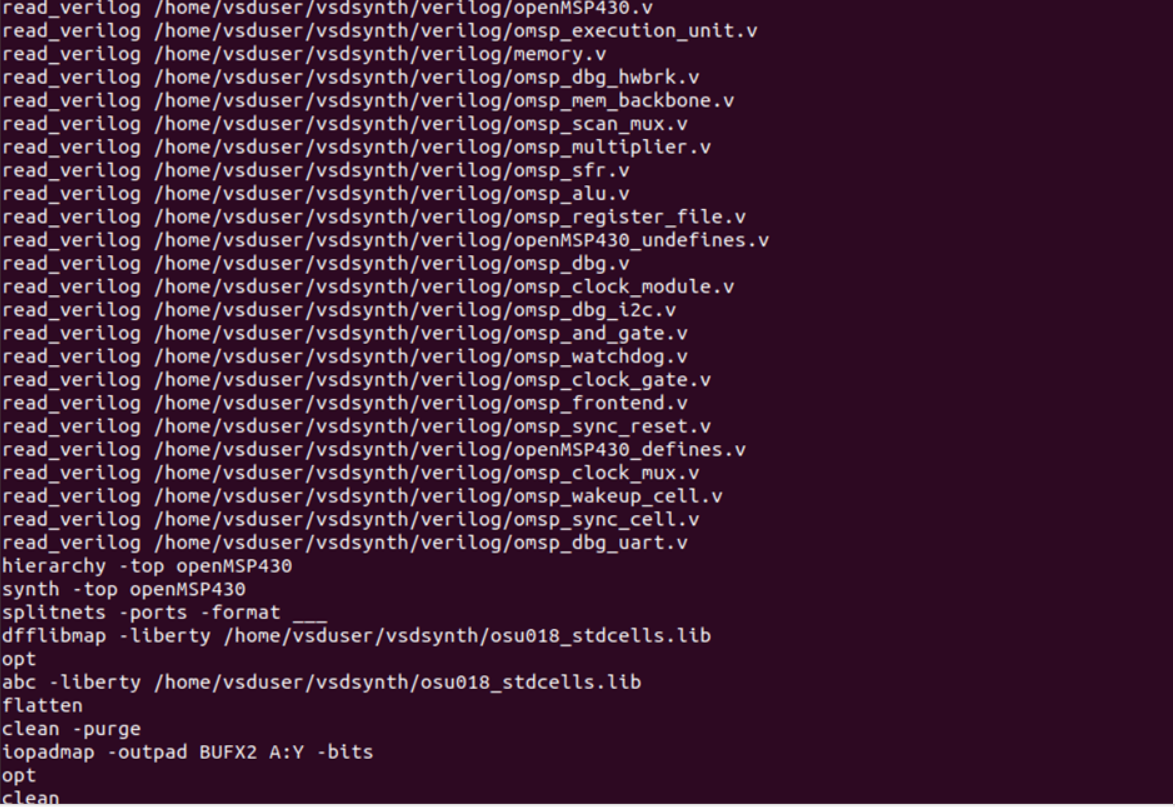 read_verilog /home/vsduser/vsdsynth/verilog/openMSP430.v
read_verilog /home/vsduser/vsdsynth/verilog/omsp_execution_unit.v
read_verilog /home/vsduser/vsdsynth/verilog/memory.v
read_verilog /home/vsduser/vsdsynth/verilog/omsp_dbg_hwbrk.v
read_verilog /home/vsduser/vsdsynth/verilog/omsp_mem_backbone.v
read_verilog /home/vsduser/vsdsynth/verilog/omsp_scan_mux.v
read_verilog /home/vsduser/vsdsynth/verilog/omsp_multiplier.v
read_verilog /home/vsduser/vsdsynth/verilog/omsp_sfr.v
read_verilog /home/vsduser/vsdsynth/verilog/omsp_alu.v
read_verilog /home/vsduser/vsdsynth/verilog/omsp_register_file.v
read_verilog /home/vsduser/vsdsynth/verilog/openMSP430_undefines.v
read_verilog /home/vsduser/vsdsynth/verilog/omsp_dbg.v
read_verilog /home/vsduser/vsdsynth/verilog/omsp_clock_module.v
read_verilog /home/vsduser/vsdsynth/verilog/omsp_dbg_i2c.v
read_verilog /home/vsduser/vsdsynth/verilog/omsp_and_gate.v
read_verilog /home/vsduser/vsdsynth/verilog/omsp_watchdog.v
read_verilog /home/vsduser/vsdsynth/verilog/omsp_clock_gate.v
read_verilog /home/vsduser/vsdsynth/verilog/omsp_frontend.v
read_verilog /home/vsduser/vsdsynth/verilog/omsp_sync_reset.v
read_verilog /home/vsduser/vsdsynth/verilog/openMSP430_defines.v
read_verilog /home/vsduser/vsdsynth/verilog/omsp_clock_mux.v
read_verilog /home/vsduser/vsdsynth/verilog/omsp_wakeup_cell.v
read_verilog /home/vsduser/vsdsynth/verilog/omsp_sync_cell.v
read_verilog /home/vsduser/vsdsynth/verilog/omsp_dbg_uart.v
hierarchy -top openMSP430
synth -top openMSP430
splitnets -ports -format ___
dfflibmap -liberty /home/vsduser/vsdsynth/osu018_stdcells.lib
opt
abc -liberty /home/vsduser/vsdsynth/osu018_stdcells.lib
flatten
clean -purge
iopadmap -outpad BUFX2 A:Y -bits
opt
clean